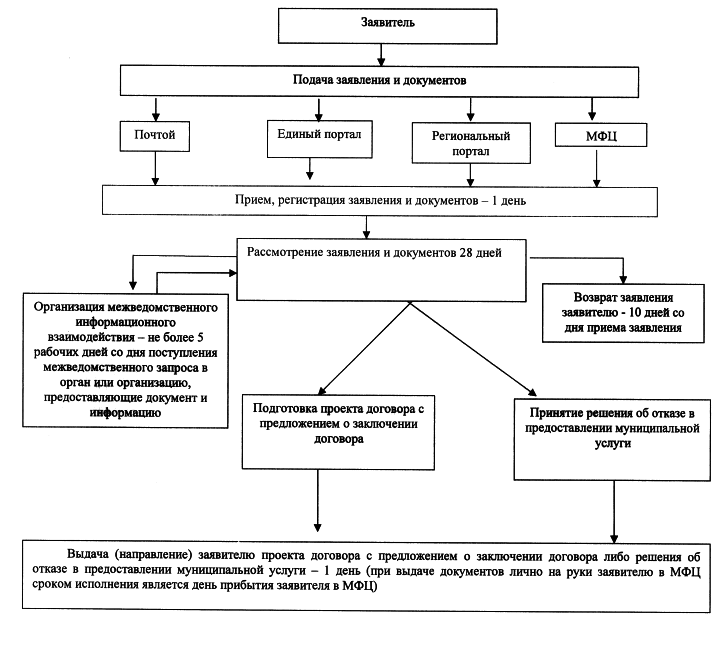 Заявитель
Подача заявления и документов
Почтой
Единый портал
Региональный
портал
МФЦ
Прием, регистрация заявления и документов – 1 день
Рассмотрение заявления и документов 28 дней
Организация межведомственного
информационного
взаимодействия – не более 5
рабочих дней со дня поступления
межведомственного запроса в
орган или организацию,
предоставляющие документ и
информацию
Возврат заявления
заявителю - 10 дней со
дня приема заявления
Подготовка проекта договора с
предложением о заключении
договора
Принятие решения об отказе в
предоставлении муниципальной
услуги
Выдача (направление) заявителю проекта договора с предложением о заключении договора либо решения об
отказе в предоставлении муниципальной услуги – 1 день (при выдаче документов лично на руки заявителю в МФЦ
сроком исполнения является день прибытия заявителя в МФЦ)